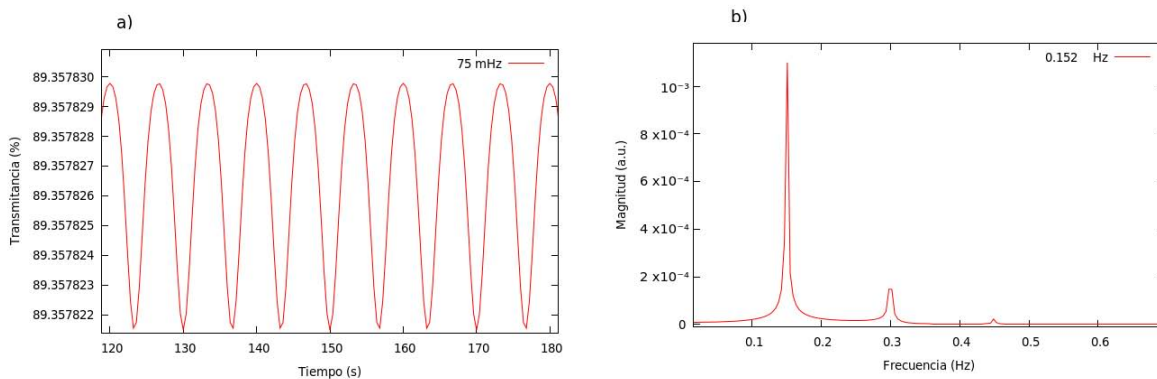 a)
75 mHz
89.357830
89.357829
89.357828
89.357827
89.357826
89.357825
89.357824
89.357823
89.357822
Transmitancia (%)
120 130 140 150 160 170 180
Tiempo (s)
b)
0.152 Hz
10⁻³
8 x10⁻⁴
6 x10⁻⁴
4 x10⁻⁴
2 x10⁻⁴
0
Magnitud (a.u.)
0.1 0.2 0.3 0.4 0.5 0.6
Frecuencia (Hz)